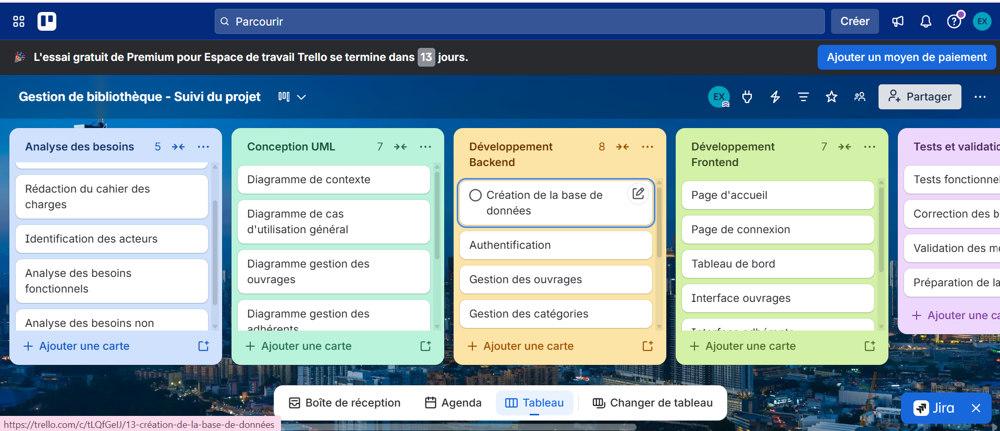 Parcourir
Créer
EX
L'essai gratuit de Premium pour Espace de travail Trello se termine dans 13 jours.
Ajouter un moyen de paiement
Gestion de bibliothèque - Suivi du projet
EX
Partager
Analyse des besoins 5
Rédaction du cahier des
charges
Identification des acteurs
Analyse des besoins
fonctionnels
Analyse des besoins non
Ajouter une carte
Conception UML 7
Diagramme de contexte
Diagramme de cas
d'utilisation général
Diagramme gestion des
ouvrages
Diagramme gestion des
adhérents
Ajouter une carte
Développement 8
Backend
Création de la base de
données
Authentification
Gestion des ouvrages
Gestion des catégories
Ajouter une carte
Développement 7
Frontend
Page d'accueil
Page de connexion
Tableau de bord
Interface ouvrages
Interface adhérents
Ajouter une carte
Tests et validatio
Tests fonctionnel
Correction des b
Validation des mo
Préparation de la
Ajouter une ca
Boîte de réception
Agenda
Tableau
Changer de tableau
Jira
https://trello.com/c/tLQfGeIJ/13-création-de-la-base-de-données